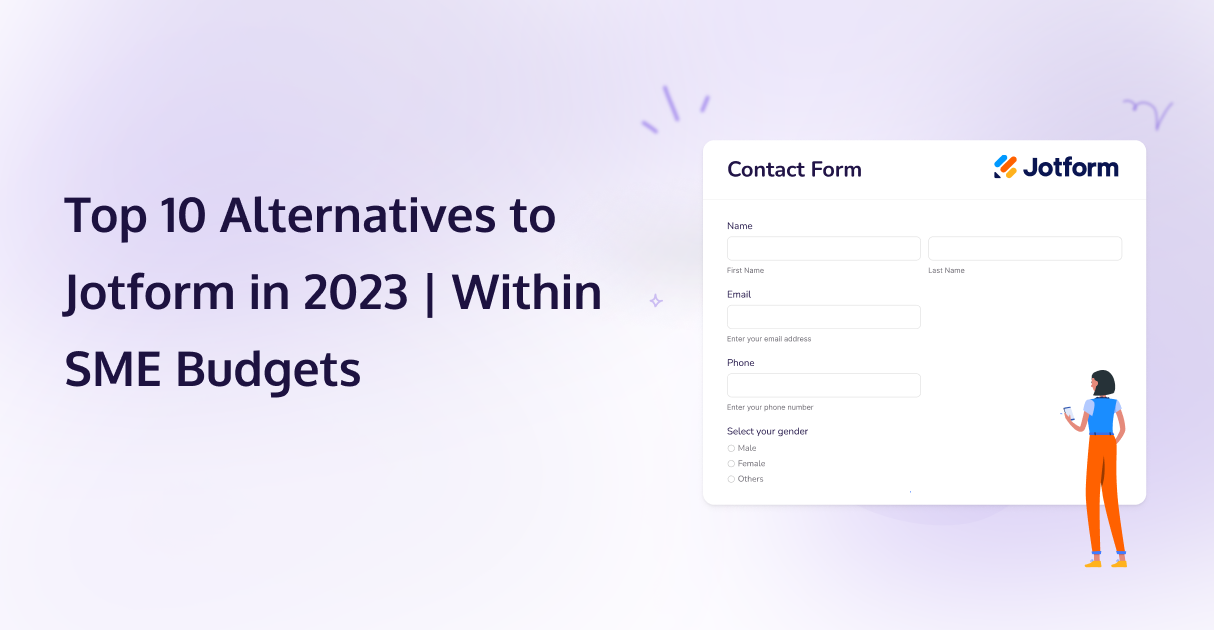 Top 10 Alternatives to
Jotform in 2023 | Within
SME Budgets
Contact Form
Jotform
Name
First Name
Last Name
Email
Enter your email address
Phone
Enter your phone number
Select your gender
Male
Female
Others